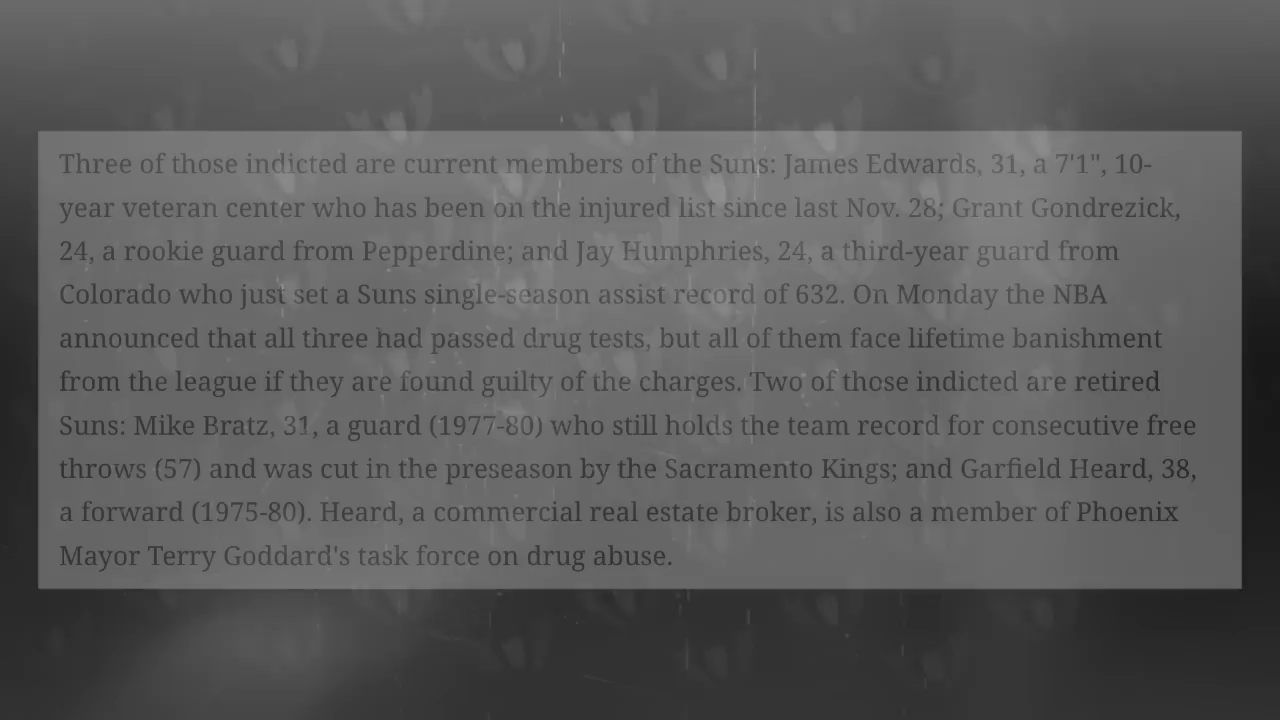 Three of those indicted are current members of the Suns: James Edwards, 31, a 7'1", 10-
year veteran center who has been on the injured list since last Nov. 28; Grant Gondrezick,
24, a rookie guard from Pepperdine; and Jay Humphries, 24, a third-year guard from
Colorado who just set a Suns single-season assist record of 632. On Monday the NBA
announced that all three had passed drug tests, but all of them face lifetime banishment
from the league if they are found guilty of the charges. Two of those indicted are retired
Suns: Mike Bratz, 31, a guard (1977-80) who still holds the team record for consecutive free
throws (57) and was cut in the preseason by the Sacramento Kings; and Garfield Heard, 38,
a forward (1975-80). Heard, a commercial real estate broker, is also a member of Phoenix
Mayor Terry Goddard's task force on drug abuse.